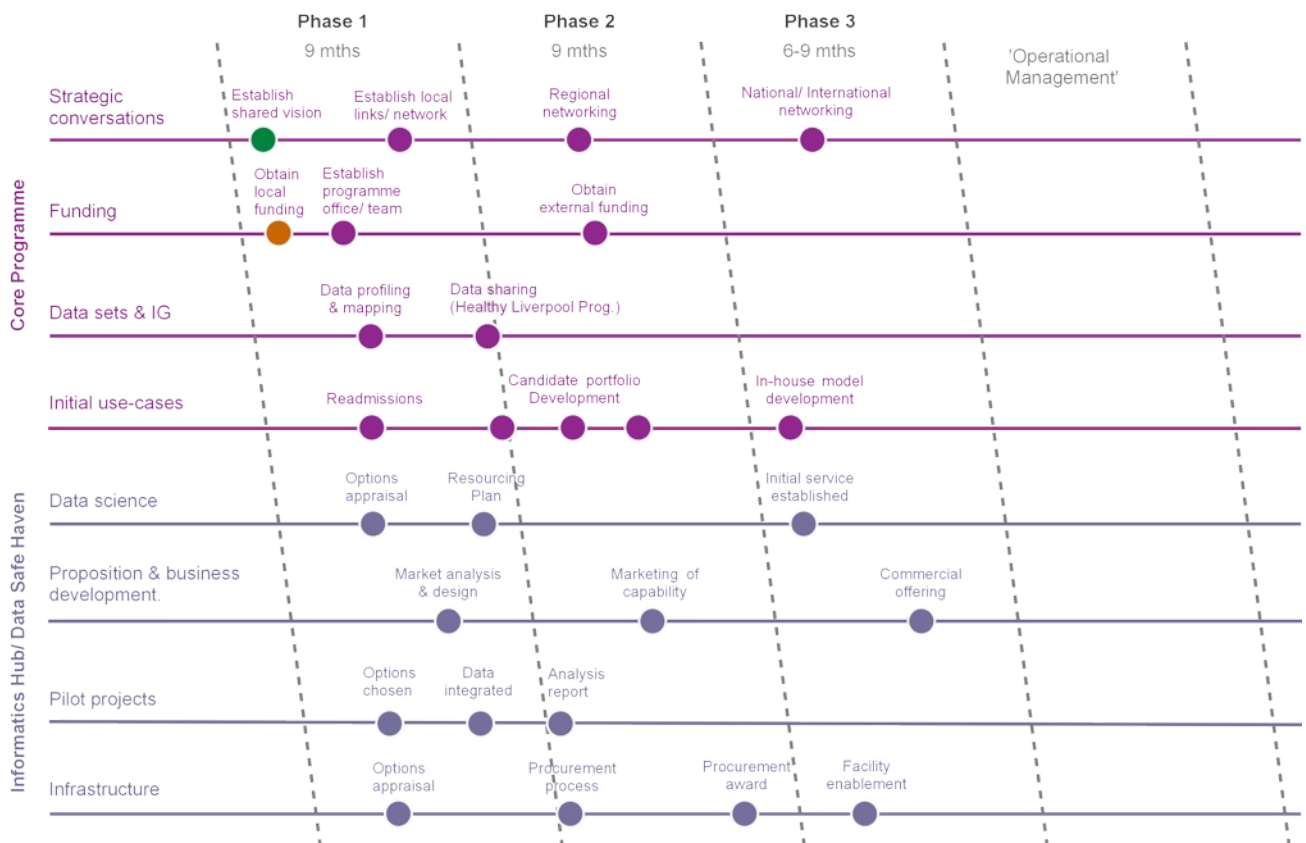 Phase 1
Phase 2
Phase 3
9 mths
9 mths
6-9 mths
'Operational
Management'
Core Programme
Strategic
conversations
Establish
shared vision
Establish local
links/ network
Regional
networking
National/ International
networking
Funding
Obtain
local
funding
Establish
programme
office/ team
Obtain
external funding
Data sets & IG
Data profiling
& mapping
Data sharing
(Healthy Liverpool Prog.)
Initial use-cases
Readmissions
Candidate portfolio
Development
In-house model
development
Informatics Hub/ Data Safe Haven
Data science
Options
appraisal
Resourcing
Plan
Initial service
established
Proposition & business
development.
Market analysis
& design
Marketing of
capability
Commercial
offering
Pilot projects
Options
chosen
Data
integrated
Analysis
report
Infrastructure
Options
appraisal
Procurement
process
Procurement
award
Facility
enablement